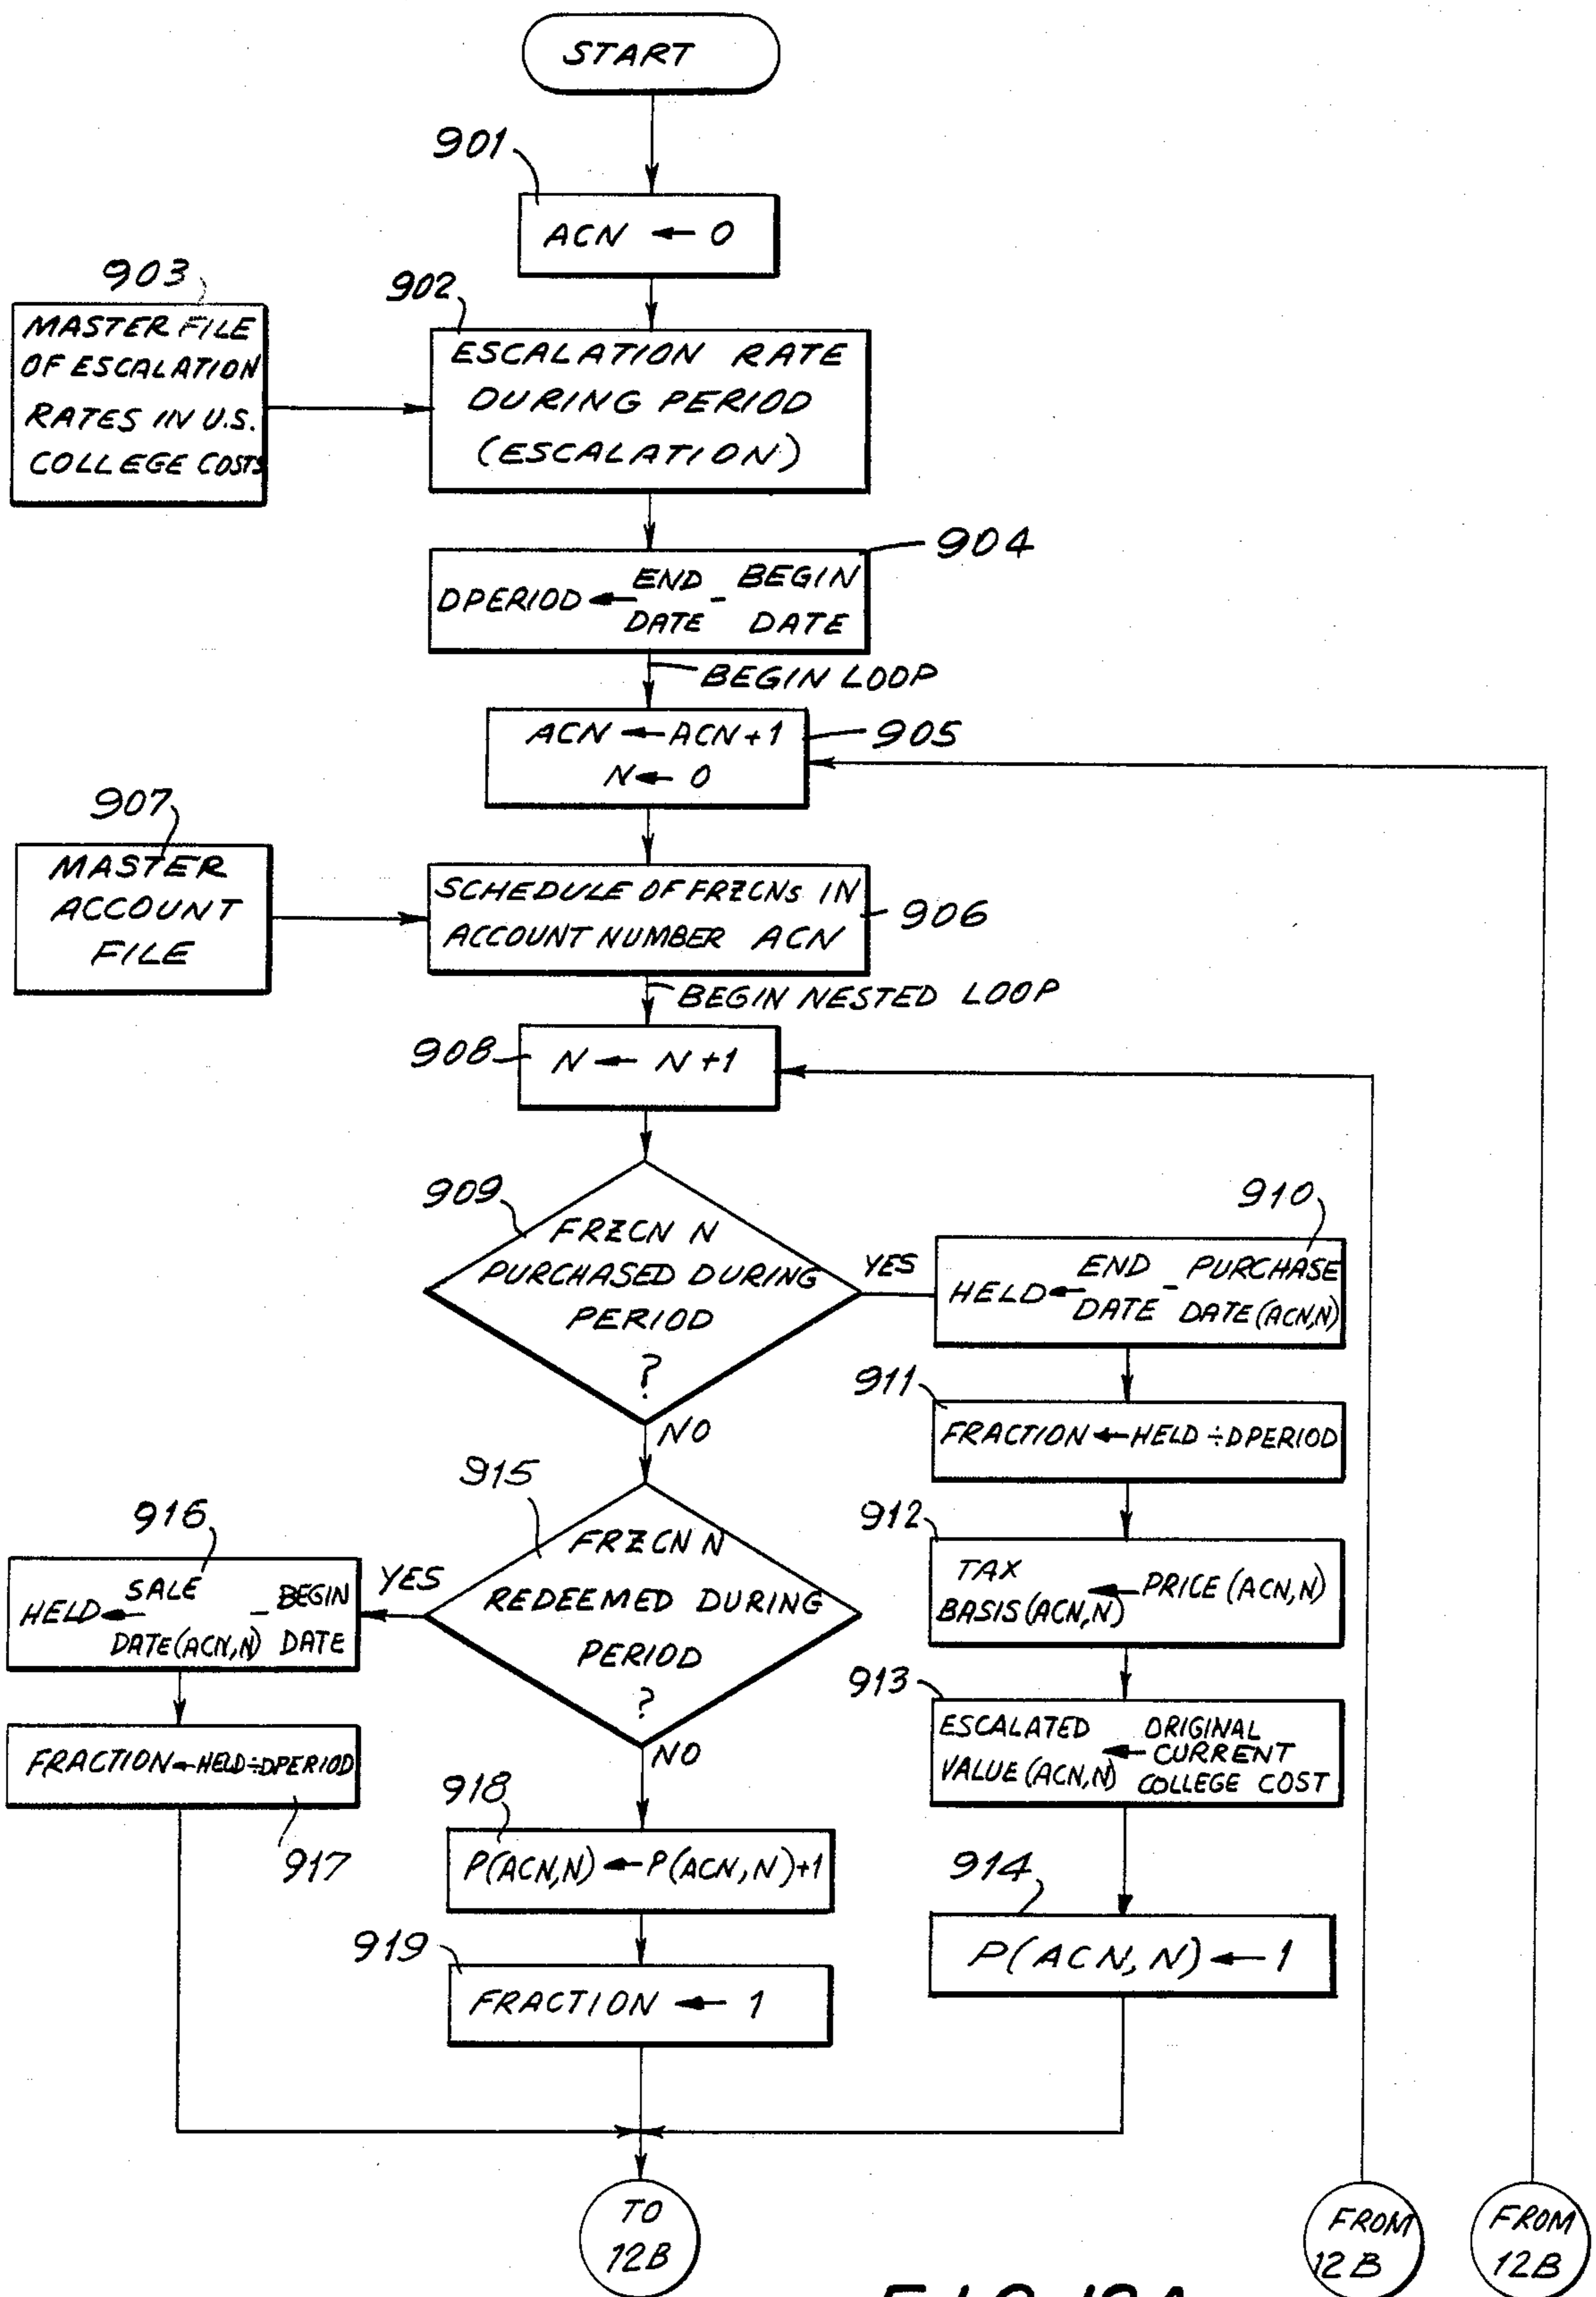 START
901
ACN ← 0
903
MASTER FILE
OF ESCALATION
RATES IN U.S.
COLLEGE COSTS
902
ESCALATION RATE
DURING PERIOD
(ESCALATION)
904
DPERIOD ← END DATE - BEGIN DATE
BEGIN LOOP
ACN ← ACN+1
N ← 0
905
907
MASTER
ACCOUNT
FILE
SCHEDULE OF FRZCNs IN
ACCOUNT NUMBER ACN
906
BEGIN NESTED LOOP
908
N ← N+1
909
FRZCN N
PURCHASED DURING
PERIOD
?
YES
NO
910
HELD ← END DATE - PURCHASE DATE(ACN,N)
911
FRACTION ← HELD ÷ DPERIOD
912
TAX
BASIS(ACN,N) ← PRICE(ACN,N)
913
ESCALATED VALUE(ACN,N) ← ORIGINAL CURRENT COLLEGE COST
914
P(ACN,N) ← 1
915
FRZCN N
REDEEMED DURING
PERIOD
?
YES
NO
916
HELD ← SALE DATE(ACN,N) - BEGIN DATE
FRACTION ← HELD ÷ DPERIOD
917
918
P(ACN,N) ← P(ACN,N)+1
919
FRACTION ← 1
TO
12B
FROM
12B
FROM
12B